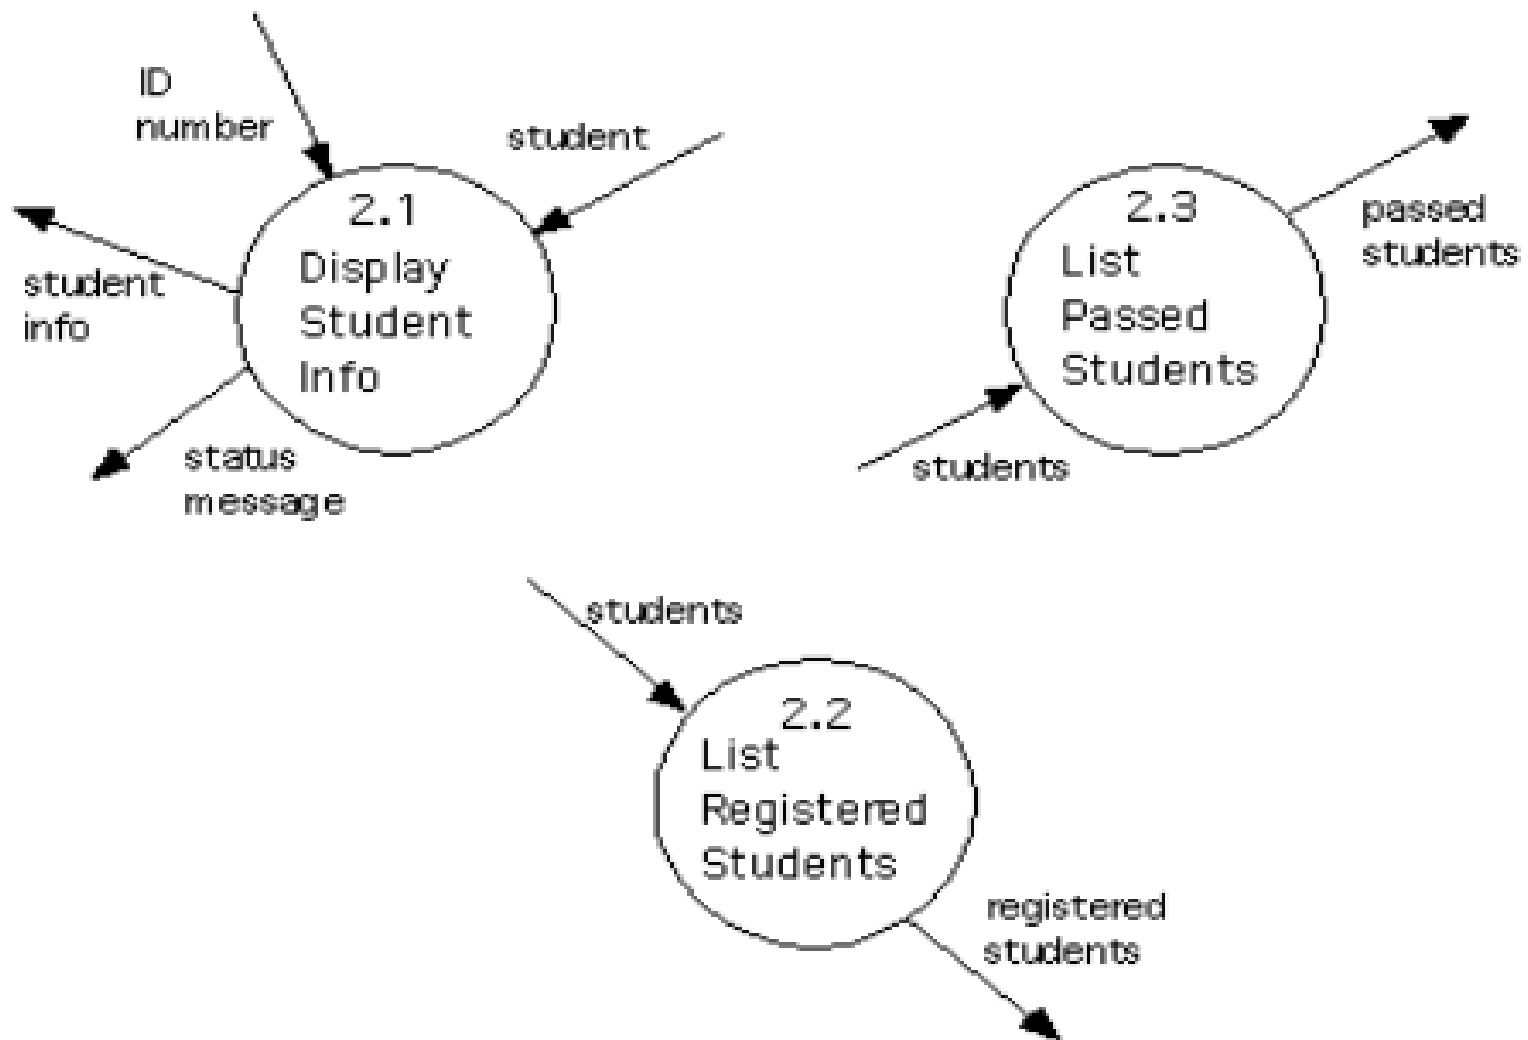 ID
number
student
2.1
Display
Student
Info
student
info
status
message
2.3
List
Passed
Students
passed
students
students
students
2.2
List
Registered
Students
registered
students